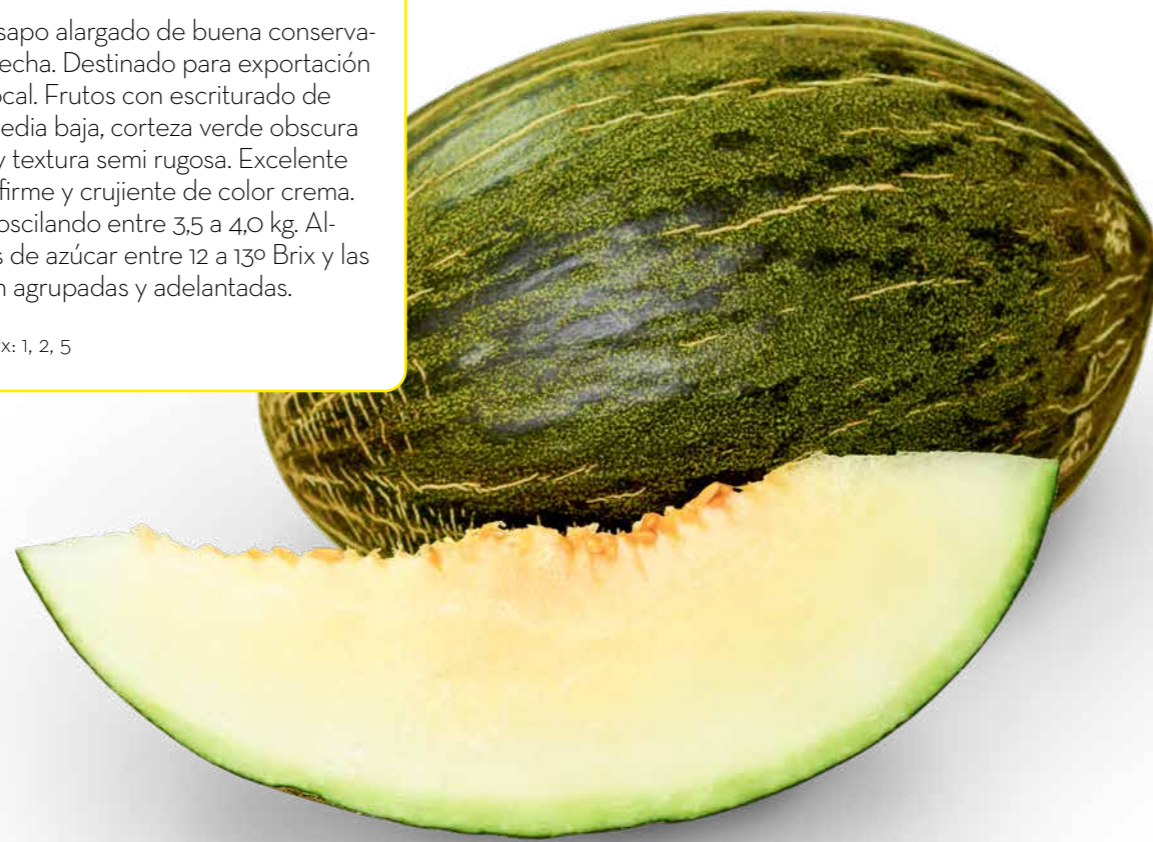 sapo alargado de buena conserva-
echa. Destinado para exportación
ocal. Frutos con escriturado de
edia baja, corteza verde obscura
y textura semi rugosa. Excelente
firme y crujiente de color crema.
oscilando entre 3,5 a 4,0 kg. Al-
s de azúcar entre 12 a 13º Brix y las
n agrupadas y adelantadas.
x: 1, 2, 5